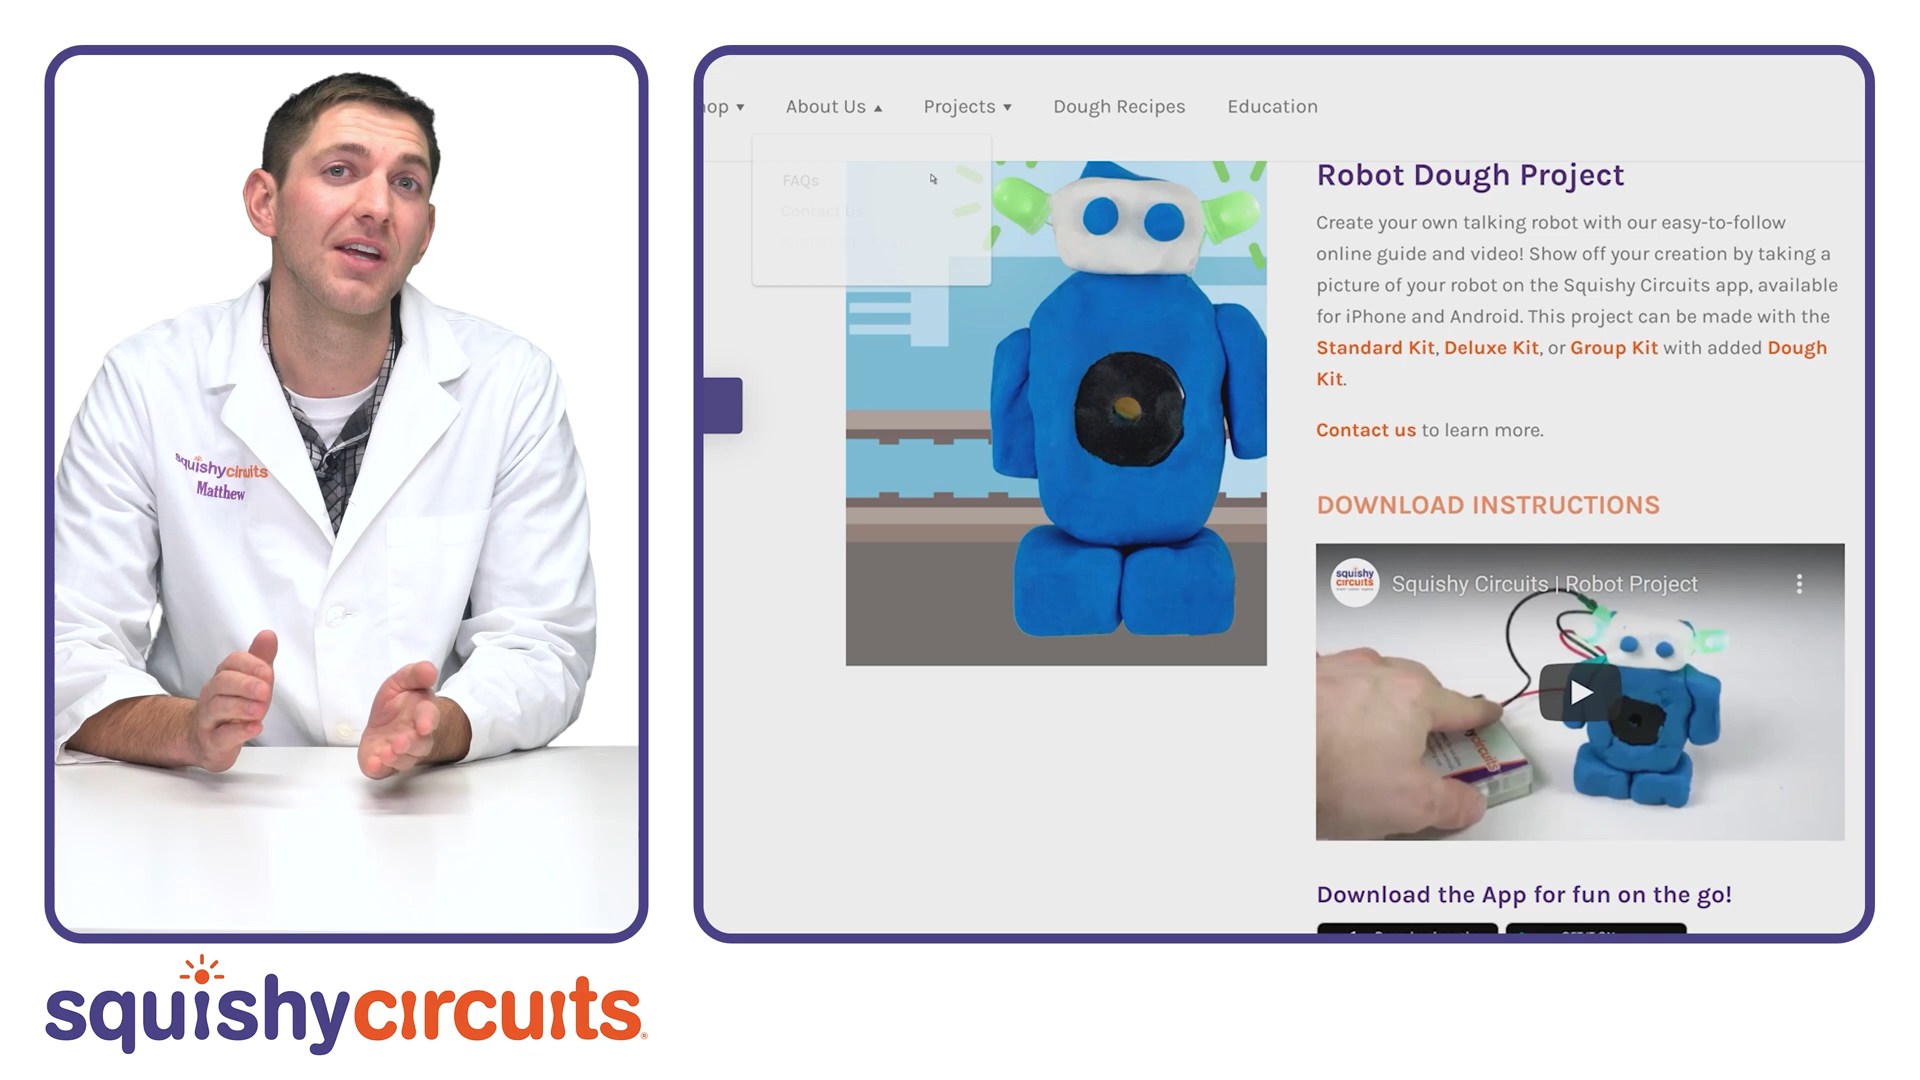 squishycircuits
Matthew
hop ▾ About Us ▴ Projects ▾ Dough Recipes Education
FAQs
Contact Us
Robot Dough Project
Create your own talking robot with our easy-to-follow
online guide and video! Show off your creation by taking a
picture of your robot on the Squishy Circuits app, available
for iPhone and Android. This project can be made with the
Standard Kit, Deluxe Kit, or Group Kit with added Dough
Kit.
Contact us to learn more.
DOWNLOAD INSTRUCTIONS
squishy
circuits
Squishy Circuits | Robot Project
Download the App for fun on the go!
squishycircuits